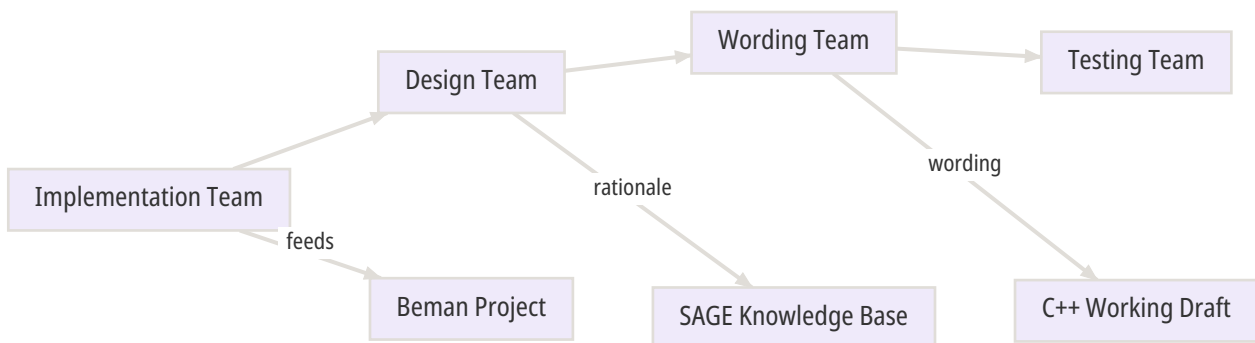 Wording Team
Testing Team
Design Team
wording
rationale
Implementation Team
feeds
Beman Project
SAGE Knowledge Base
C++ Working Draft